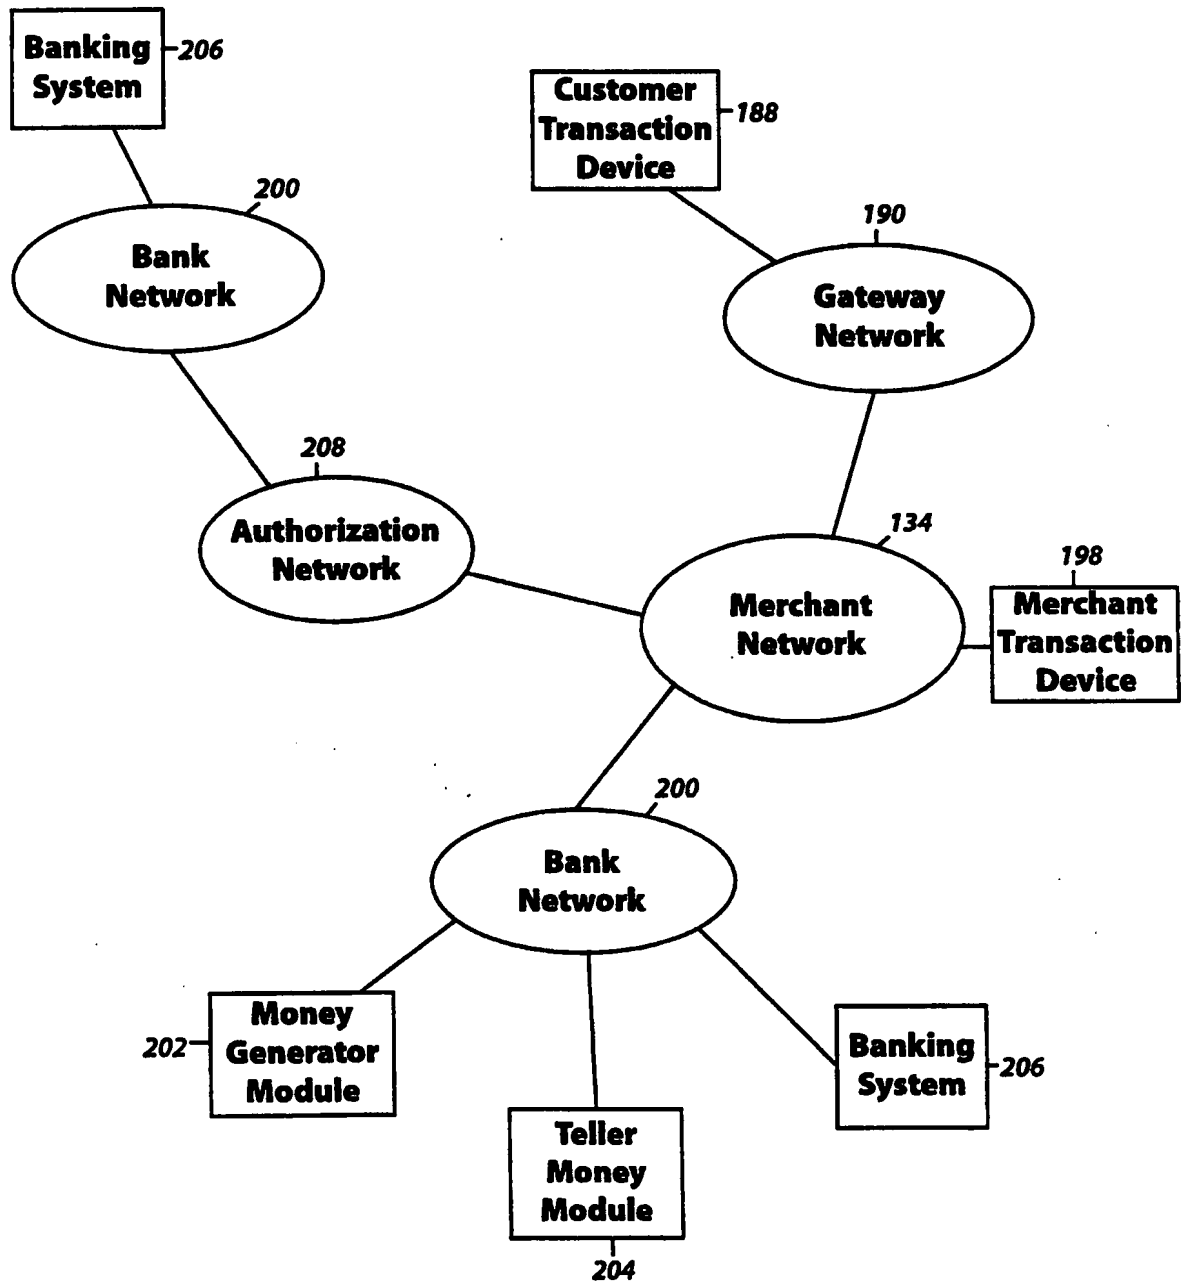 Banking
System
206
Customer
Transaction
Device
188
200
Bank
Network
190
Gateway
Network
208
Authorization
Network
134
Merchant
Network
198
Merchant
Transaction
Device
200
Bank
Network
202
Money
Generator
Module
Teller
Money
Module
204
Banking
System
206